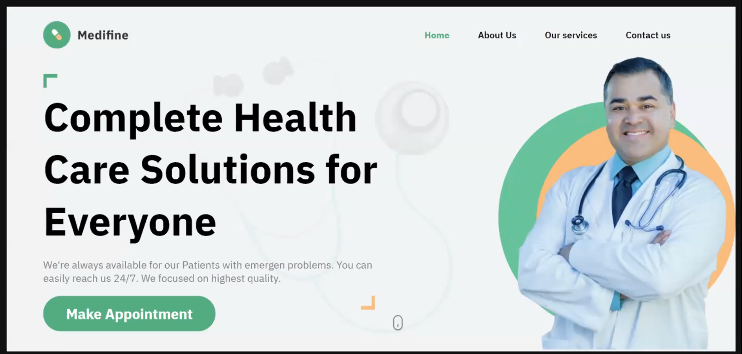 Medifine
Home
About Us
Our services
Contact us
Complete Health
Care Solutions for
Everyone
We're always available for our Patients with emergen problems. You can
easily reach us 24/7. We focused on highest quality.
Make Appointment